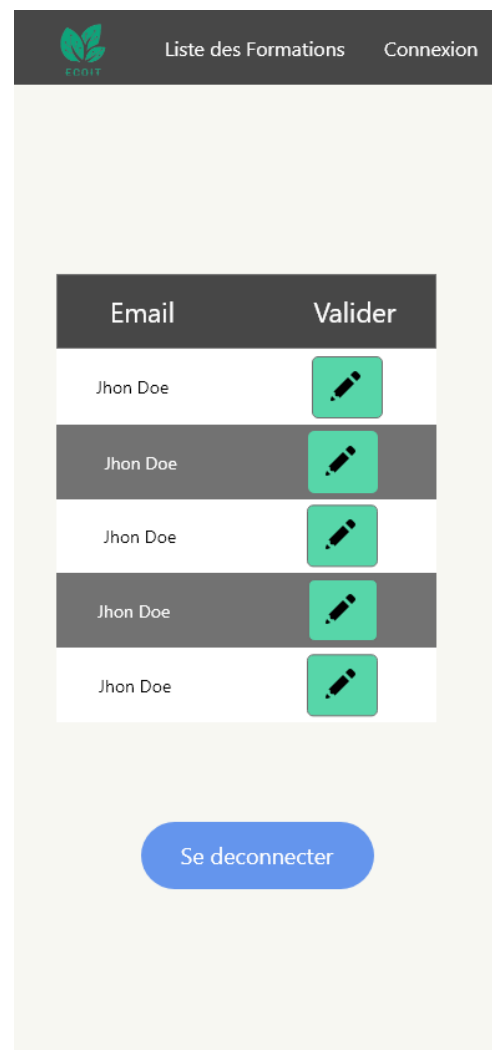 ECOIT
Liste des Formations Connexion
Email Valider
Jhon Doe
Jhon Doe
Jhon Doe
Jhon Doe
Jhon Doe
Se deconnecter